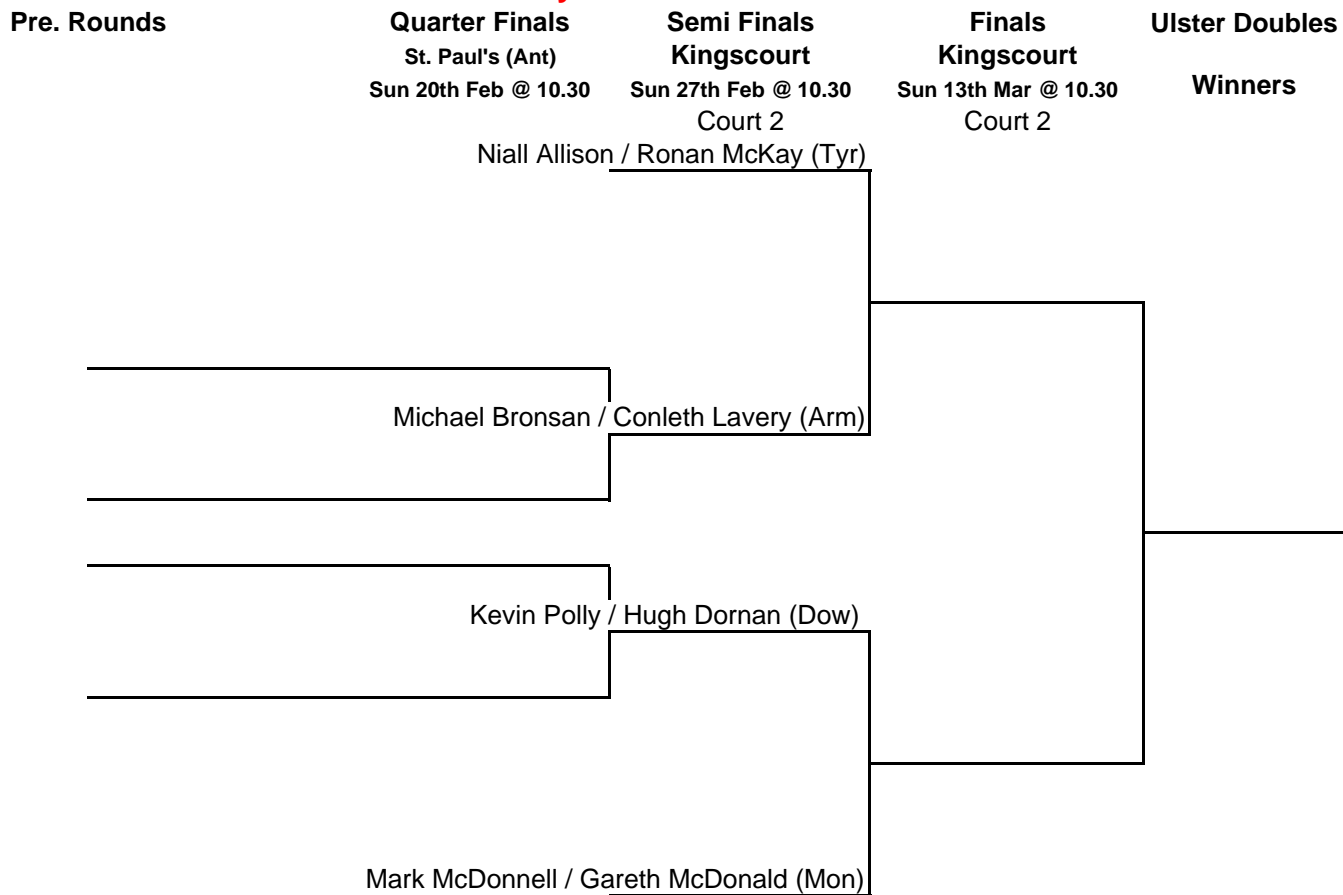 Pre. Rounds Quarter Finals Semi Finals Finals Ulster Doubles
St. Paul's (Ant) Kingscourt Kingscourt
Sun 20th Feb @ 10.30 Sun 27th Feb @ 10.30 Sun 13th Mar @ 10.30 Winners
Court 2 Court 2
Niall Allison / Ronan McKay (Tyr)
Michael Bronsan / Conleth Lavery (Arm)
Kevin Polly / Hugh Dornan (Dow)
Mark McDonnell / Gareth McDonald (Mon)